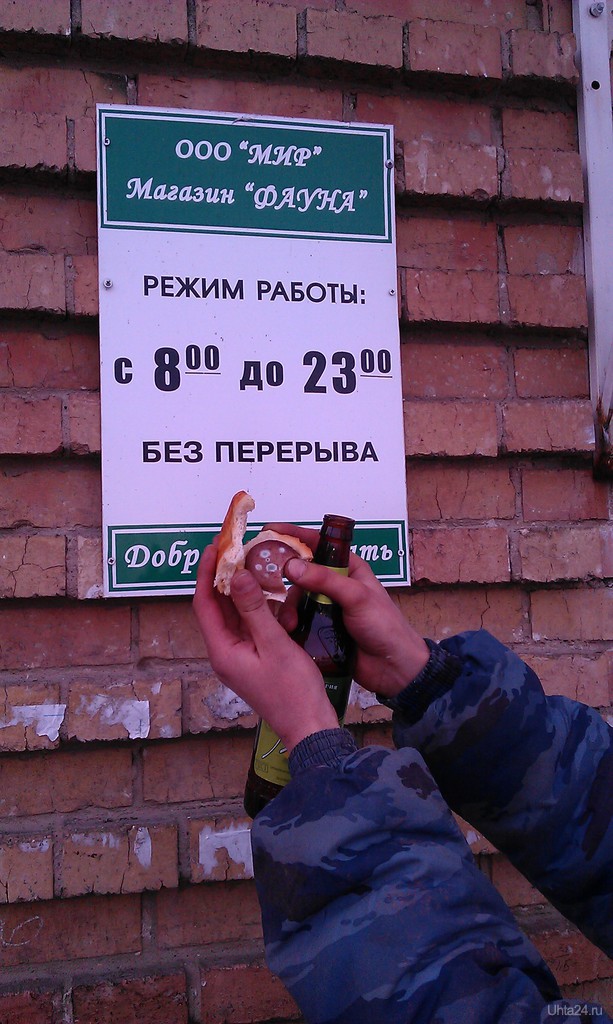 ООО "МИР"
Магазин "ФАУНА"
РЕЖИМ РАБОТЫ:
с 8⁰⁰ до 23⁰⁰
БЕЗ ПЕРЕРЫВА
Uhta24.ru